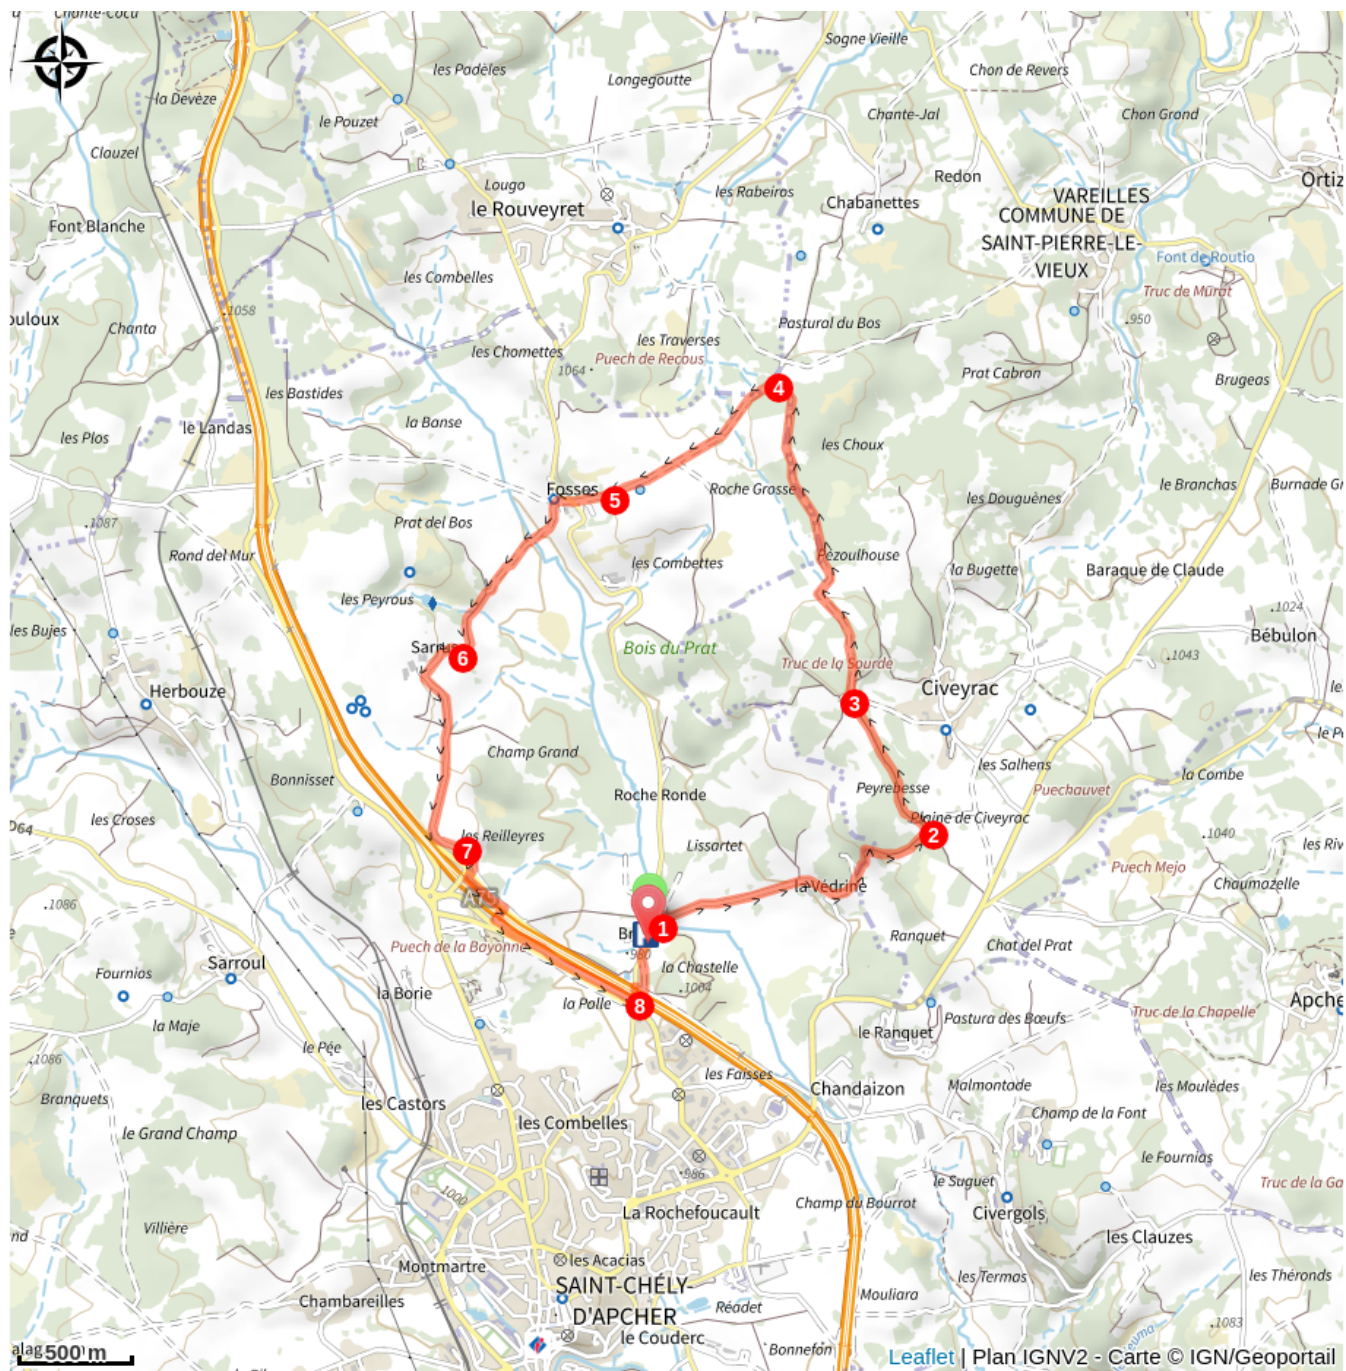 Chante-Cocu
la Devèze
Clauzel
Font Blanche
Chanta
.1058
les Padèles
le Pouzet
Longegoutte
Sogne Vieille
Chon de Revers
Chante-Jal
Chon Grond
Lougo
le Rouveyret
les Rabeiros
Redon
Chabanettes
VAREILLES
COMMUNE DE
SAINT-PIERRE-LE-
VIEUX
Font de Routio
Truc de Murat
.950
les Combelles
les Chomettes
les Traverses
Puech de Recous
1064
Pastural du Bos
Prat Cabron
Brugeas
les Bastides
le Landas
les Plos
la Banse
4
les Choux
Fosses
5
Roche Grosse
les Douguènes
le Branchas
.1087
Prat del Bos
Rond del Mur
les Combettes
Pézoulhouse
la Bugette
Baraque de Claude
les Peyrous
.1024
les Bujes
Bébulon
6
Bois du Prat
Truc de la Sourde
.1043
Herbouze
Civeyrac
3
Champ Grand
les Salhens
Bonnisset
la Combe
Roche Ronde
Peyrebesse
Puechauvet
D64
les Croses
les Reilleyres
Plaine de Civeyrac
2
.1040
7
Lissartet
Puech Mejo
A75
la Védrine
Chaumazelle
.1086
1
Puech de la Bayonne
.980
Ranquet
Chat del Prat
Sarroul
Fournios
la Chastelle
.1004
la Borie
la Polle
8
la Maje
le Ranquet
Pastura des Bœufs
Truc de la Chapelle
le Pée
.1086
les Faïsses
Branquets
les Castors
Chandaizon
Malmontade
les Moulèdes
les Combelles
Champ de la Font
le Grand Champ
le Fournias
.986
le Suguet
1000
Champ du Bourrot
La Rochefoucault
Civergols
Villière
les Clauzes
les Acacias
Montmartre
les Termas
les Théronds
SAINT-CHÉLY-
D'APCHER
Chambareilles
Réadet
Mouliara
le Couderc
.1083
Bonnefon
500 m
Leaflet | Plan IGNV2 - Carte © IGN/Geoportail